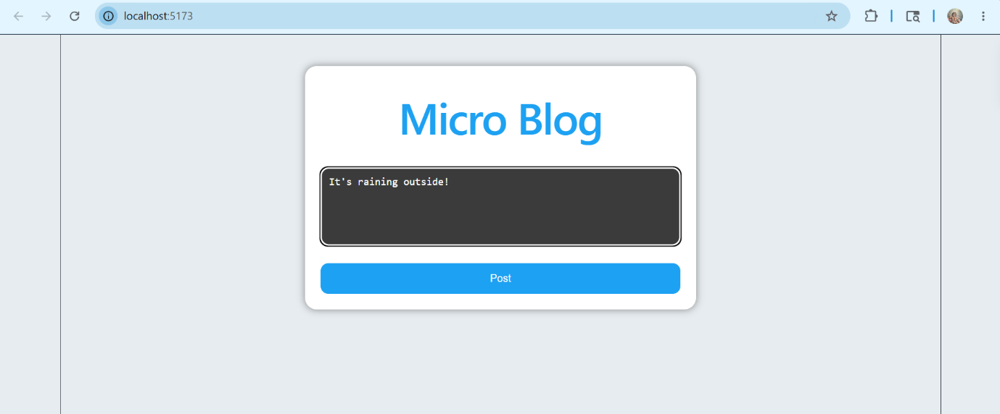 localhost:5173
Micro Blog
It's raining outside!
Post